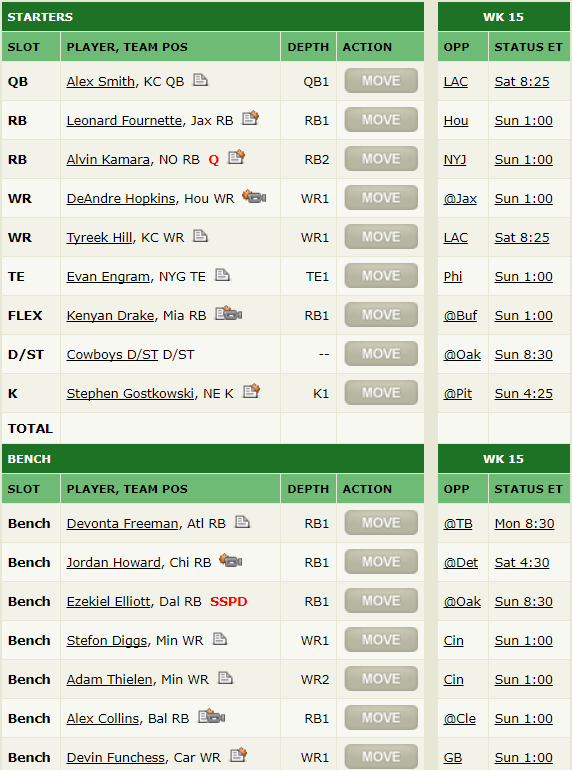 STARTERS WK 15
SLOT PLAYER, TEAM POS DEPTH ACTION OPP STATUS ET
QB Alex Smith, KC QB QB1 MOVE LAC Sat 8:25
RB Leonard Fournette, Jax RB RB1 MOVE Hou Sun 1:00
RB Alvin Kamara, NO RB Q RB2 MOVE NYJ Sun 1:00
WR DeAndre Hopkins, Hou WR WR1 MOVE @Jax Sun 1:00
WR Tyreek Hill, KC WR WR1 MOVE LAC Sat 8:25
TE Evan Engram, NYG TE TE1 MOVE Phi Sun 1:00
FLEX Kenyan Drake, Mia RB RB1 MOVE @Buf Sun 1:00
D/ST Cowboys D/ST D/ST -- MOVE @Oak Sun 8:30
K Stephen Gostkowski, NE K K1 MOVE @Pit Sun 4:25
TOTAL
BENCH WK 15
SLOT PLAYER, TEAM POS DEPTH ACTION OPP STATUS ET
Bench Devonta Freeman, Atl RB RB1 MOVE @TB Mon 8:30
Bench Jordan Howard, Chi RB RB1 MOVE @Det Sat 4:30
Bench Ezekiel Elliott, Dal RB SSPD RB1 MOVE @Oak Sun 8:30
Bench Stefon Diggs, Min WR WR1 MOVE Cin Sun 1:00
Bench Adam Thielen, Min WR WR2 MOVE Cin Sun 1:00
Bench Alex Collins, Bal RB RB1 MOVE @Cle Sun 1:00
Bench Devin Funchess, Car WR WR1 MOVE GB Sun 1:00